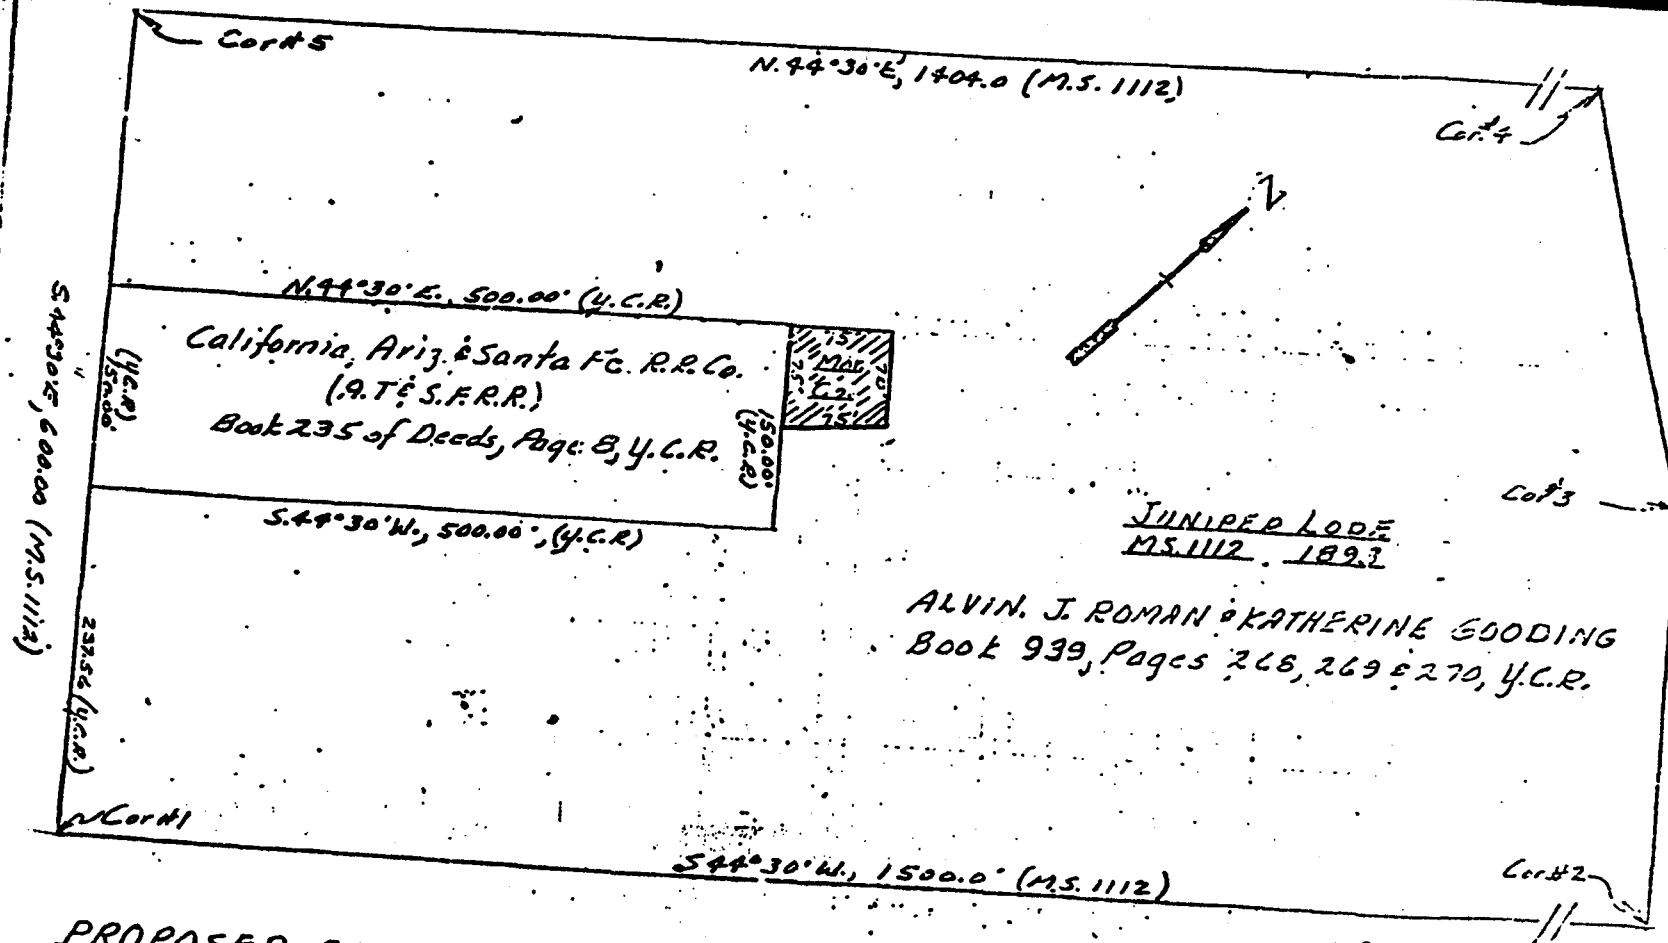 Cor#5
N.44°30'E, 1404.0 (M.S. 1112)
Cor.#4
N
N.44°30'E., 500.00' (Y.C.R.)
California, Ariz. & Santa Fe. R.R. Co.
(A.T & S.F.R.R.)
Book 235 of Deeds, Page 8, Y.C.R.
S.44°30'W., 500.00', (Y.C.R)
150.00'
(Y.C.R)
150.00'
(Y.C.R.)
75'
75'
75'
S.44°30'E, 600.00 (M.S.1112)
Cor#3
JUNIPER LODE
M.S.1112 . 1893
ALVIN. J. ROMAN & KATHERINE GOODING
Book 939, Pages 268, 269 & 270, Y.C.R.
237.56 (Y.C.R.)
Cor#1
S44°30'W., 1500.0' (M.S. 1112)
Cor#2
PROPOSED